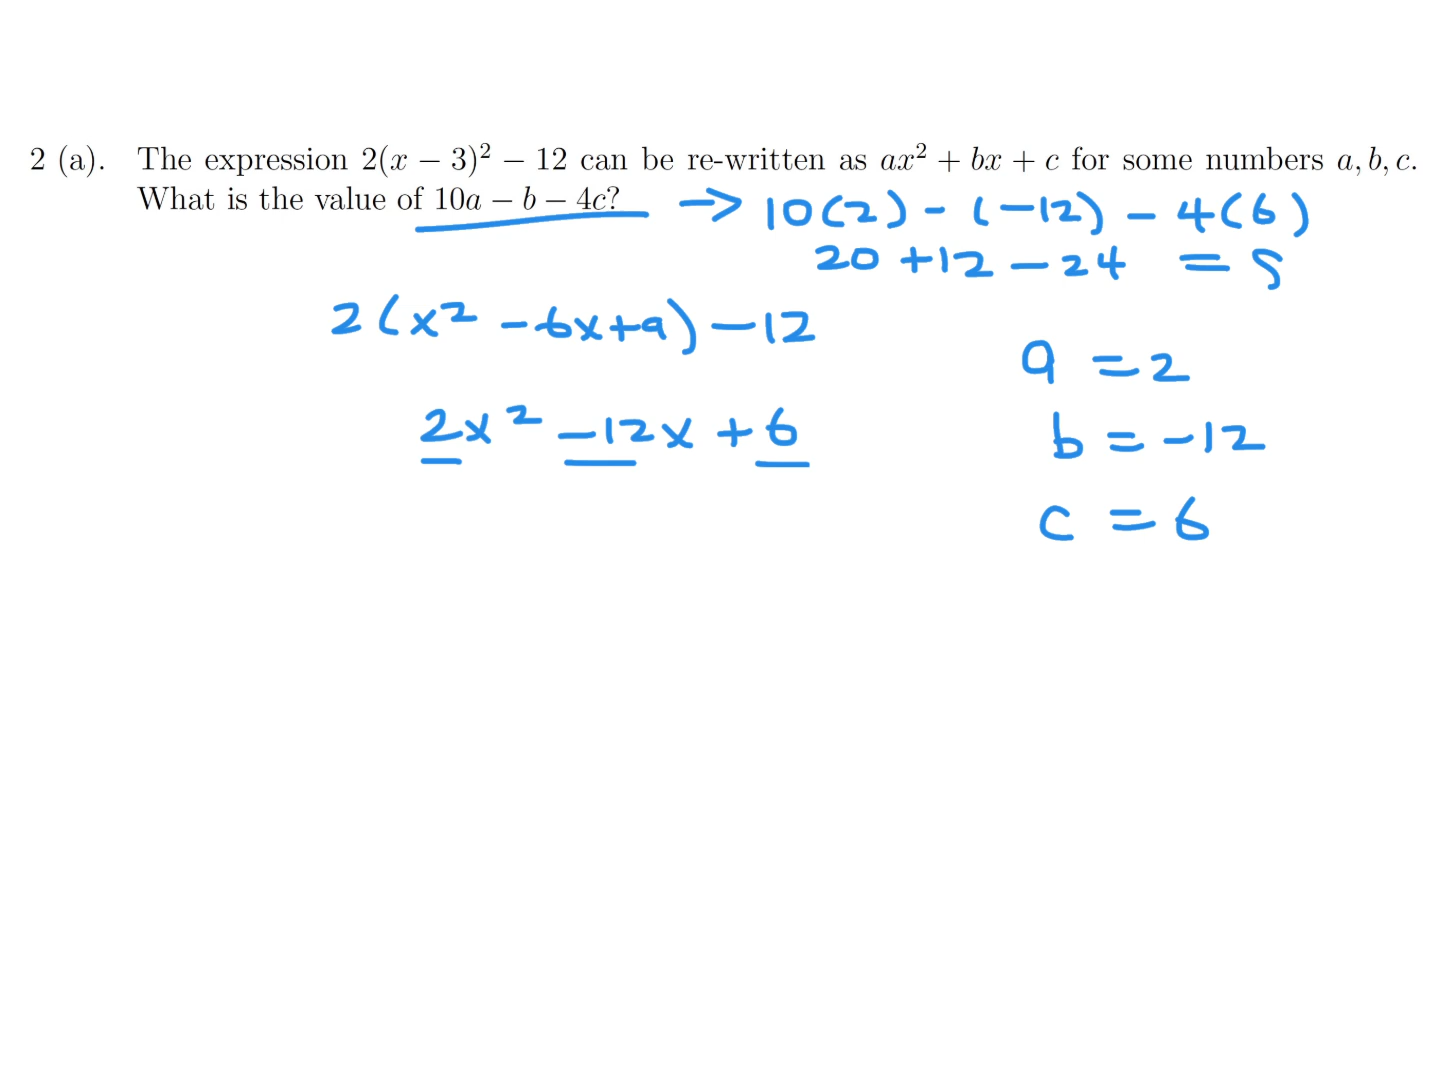 2 (a). The expression 2(x − 3)² − 12 can be re-written as ax² + bx + c for some numbers a, b, c.
What is the value of 10a − b − 4c? → 10(2) - (-12) - 4(6)
20 + 12 - 24 =
2(x² - 6x + 9) - 12
a = 2
2x² - 12x + 6
b = -12
c = 6